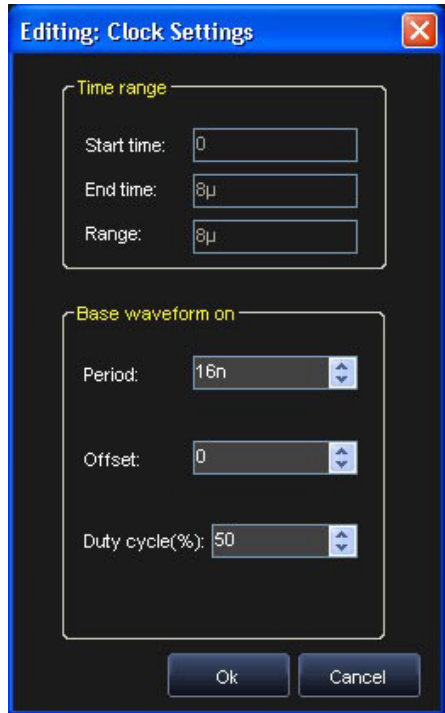 Editing: Clock Settings
Time range
Start time: 0
End time: 8μ
Range: 8μ
Base waveform on
Period: 16n
Offset: 0
Duty cycle(%): 50
Ok Cancel